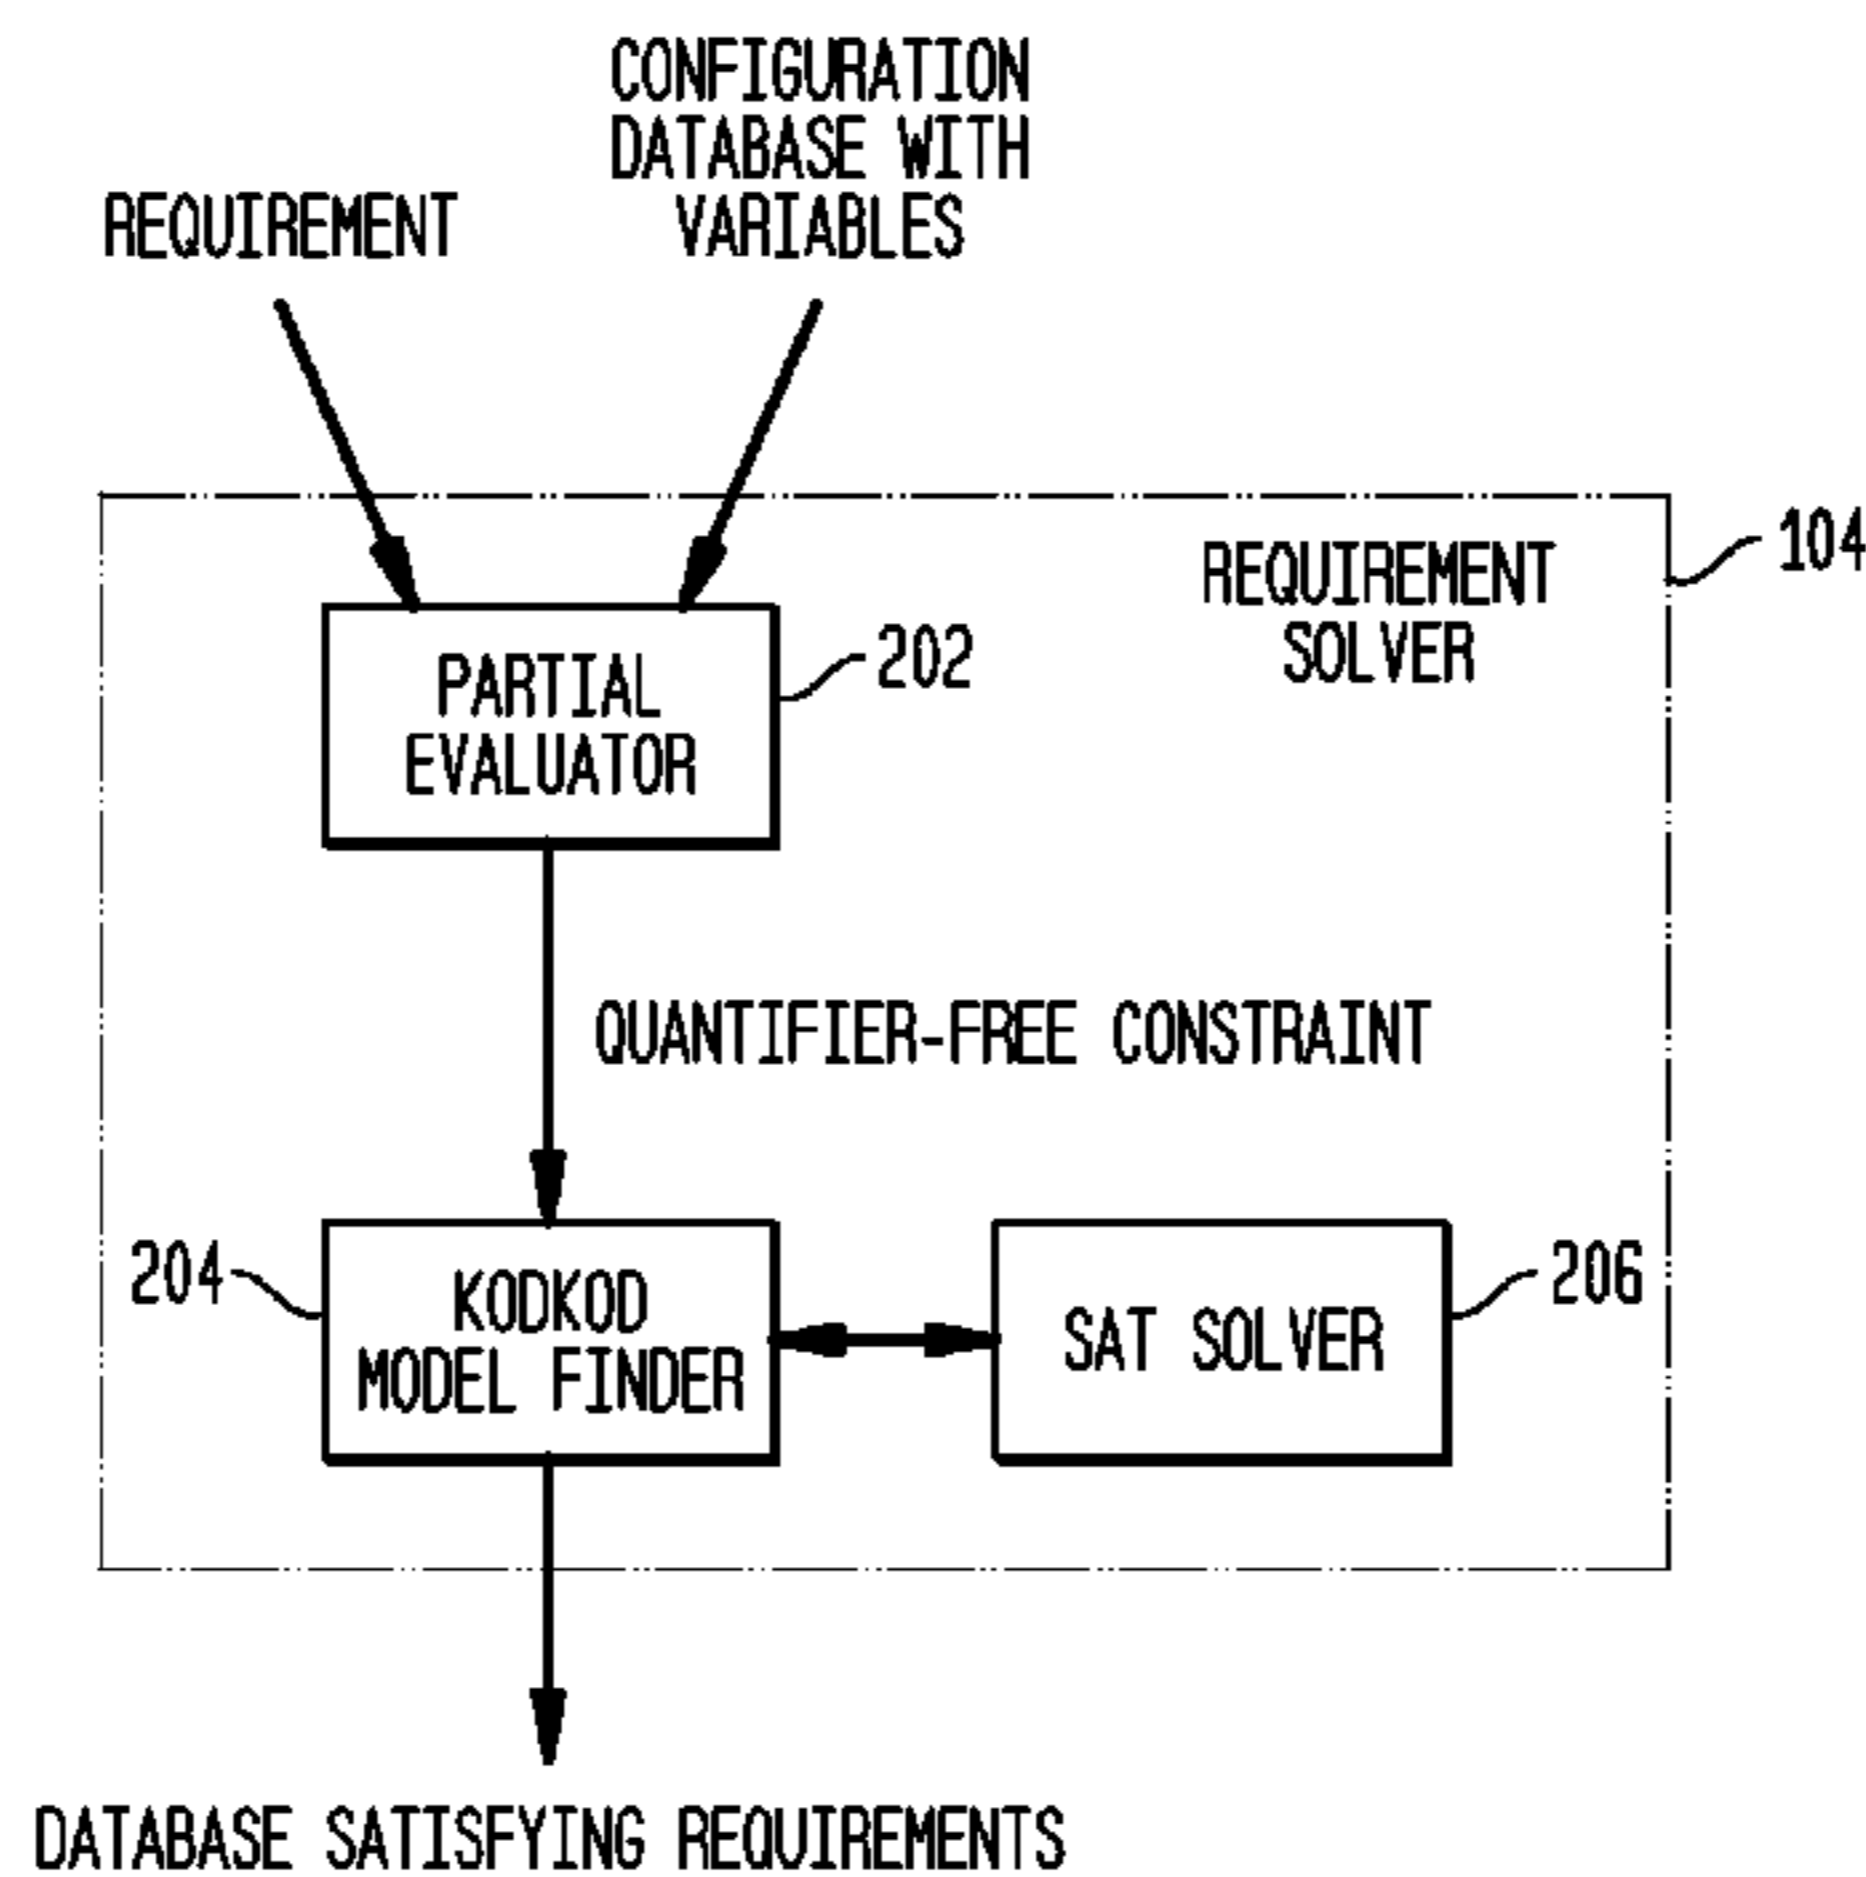 CONFIGURATION
DATABASE WITH
VARIABLES
REQUIREMENT
104
REQUIREMENT
SOLVER
202
PARTIAL
EVALUATOR
QUANTIFIER-FREE CONSTRAINT
204
KODKOD
MODEL FINDER
SAT SOLVER
206
DATABASE SATISFYING REQUIREMENTS